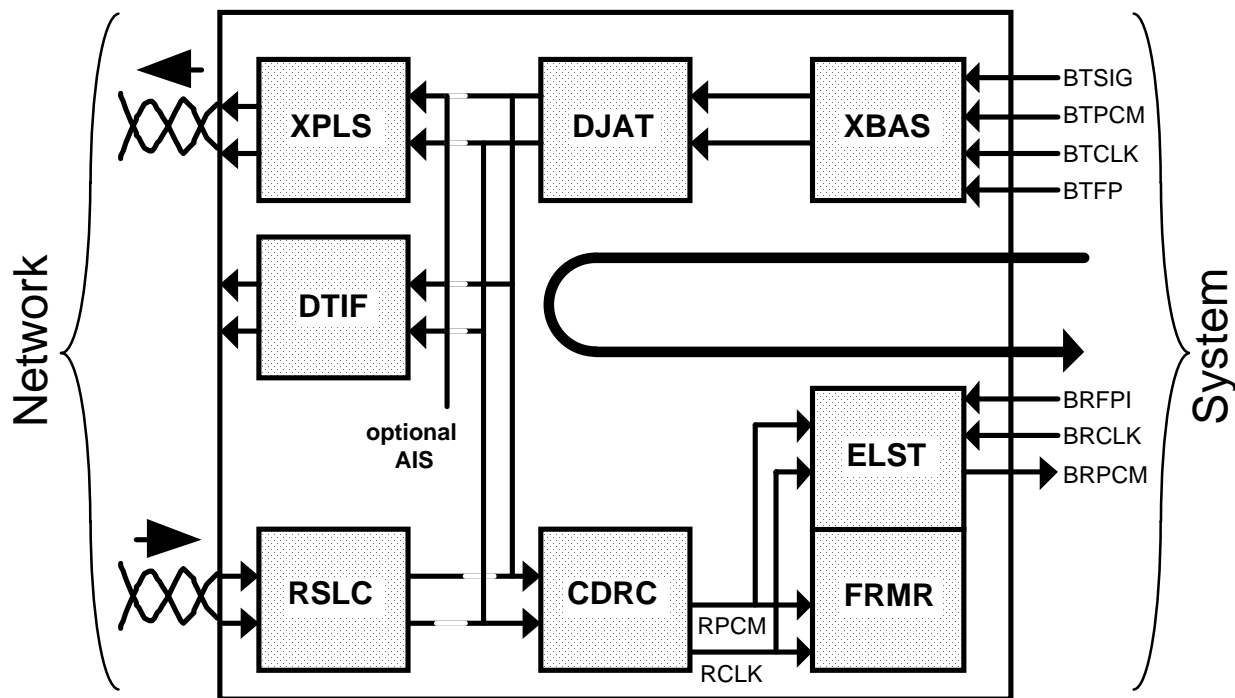 Network
XPLS
DJAT
XBAS
BTSIG
BTPCM
BTCLK
BTFP
DTIF
optional
AIS
System
BRFPI
BRCLK
BRPCM
ELST
RSLC
CDRC
FRMR
RPCM
RCLK